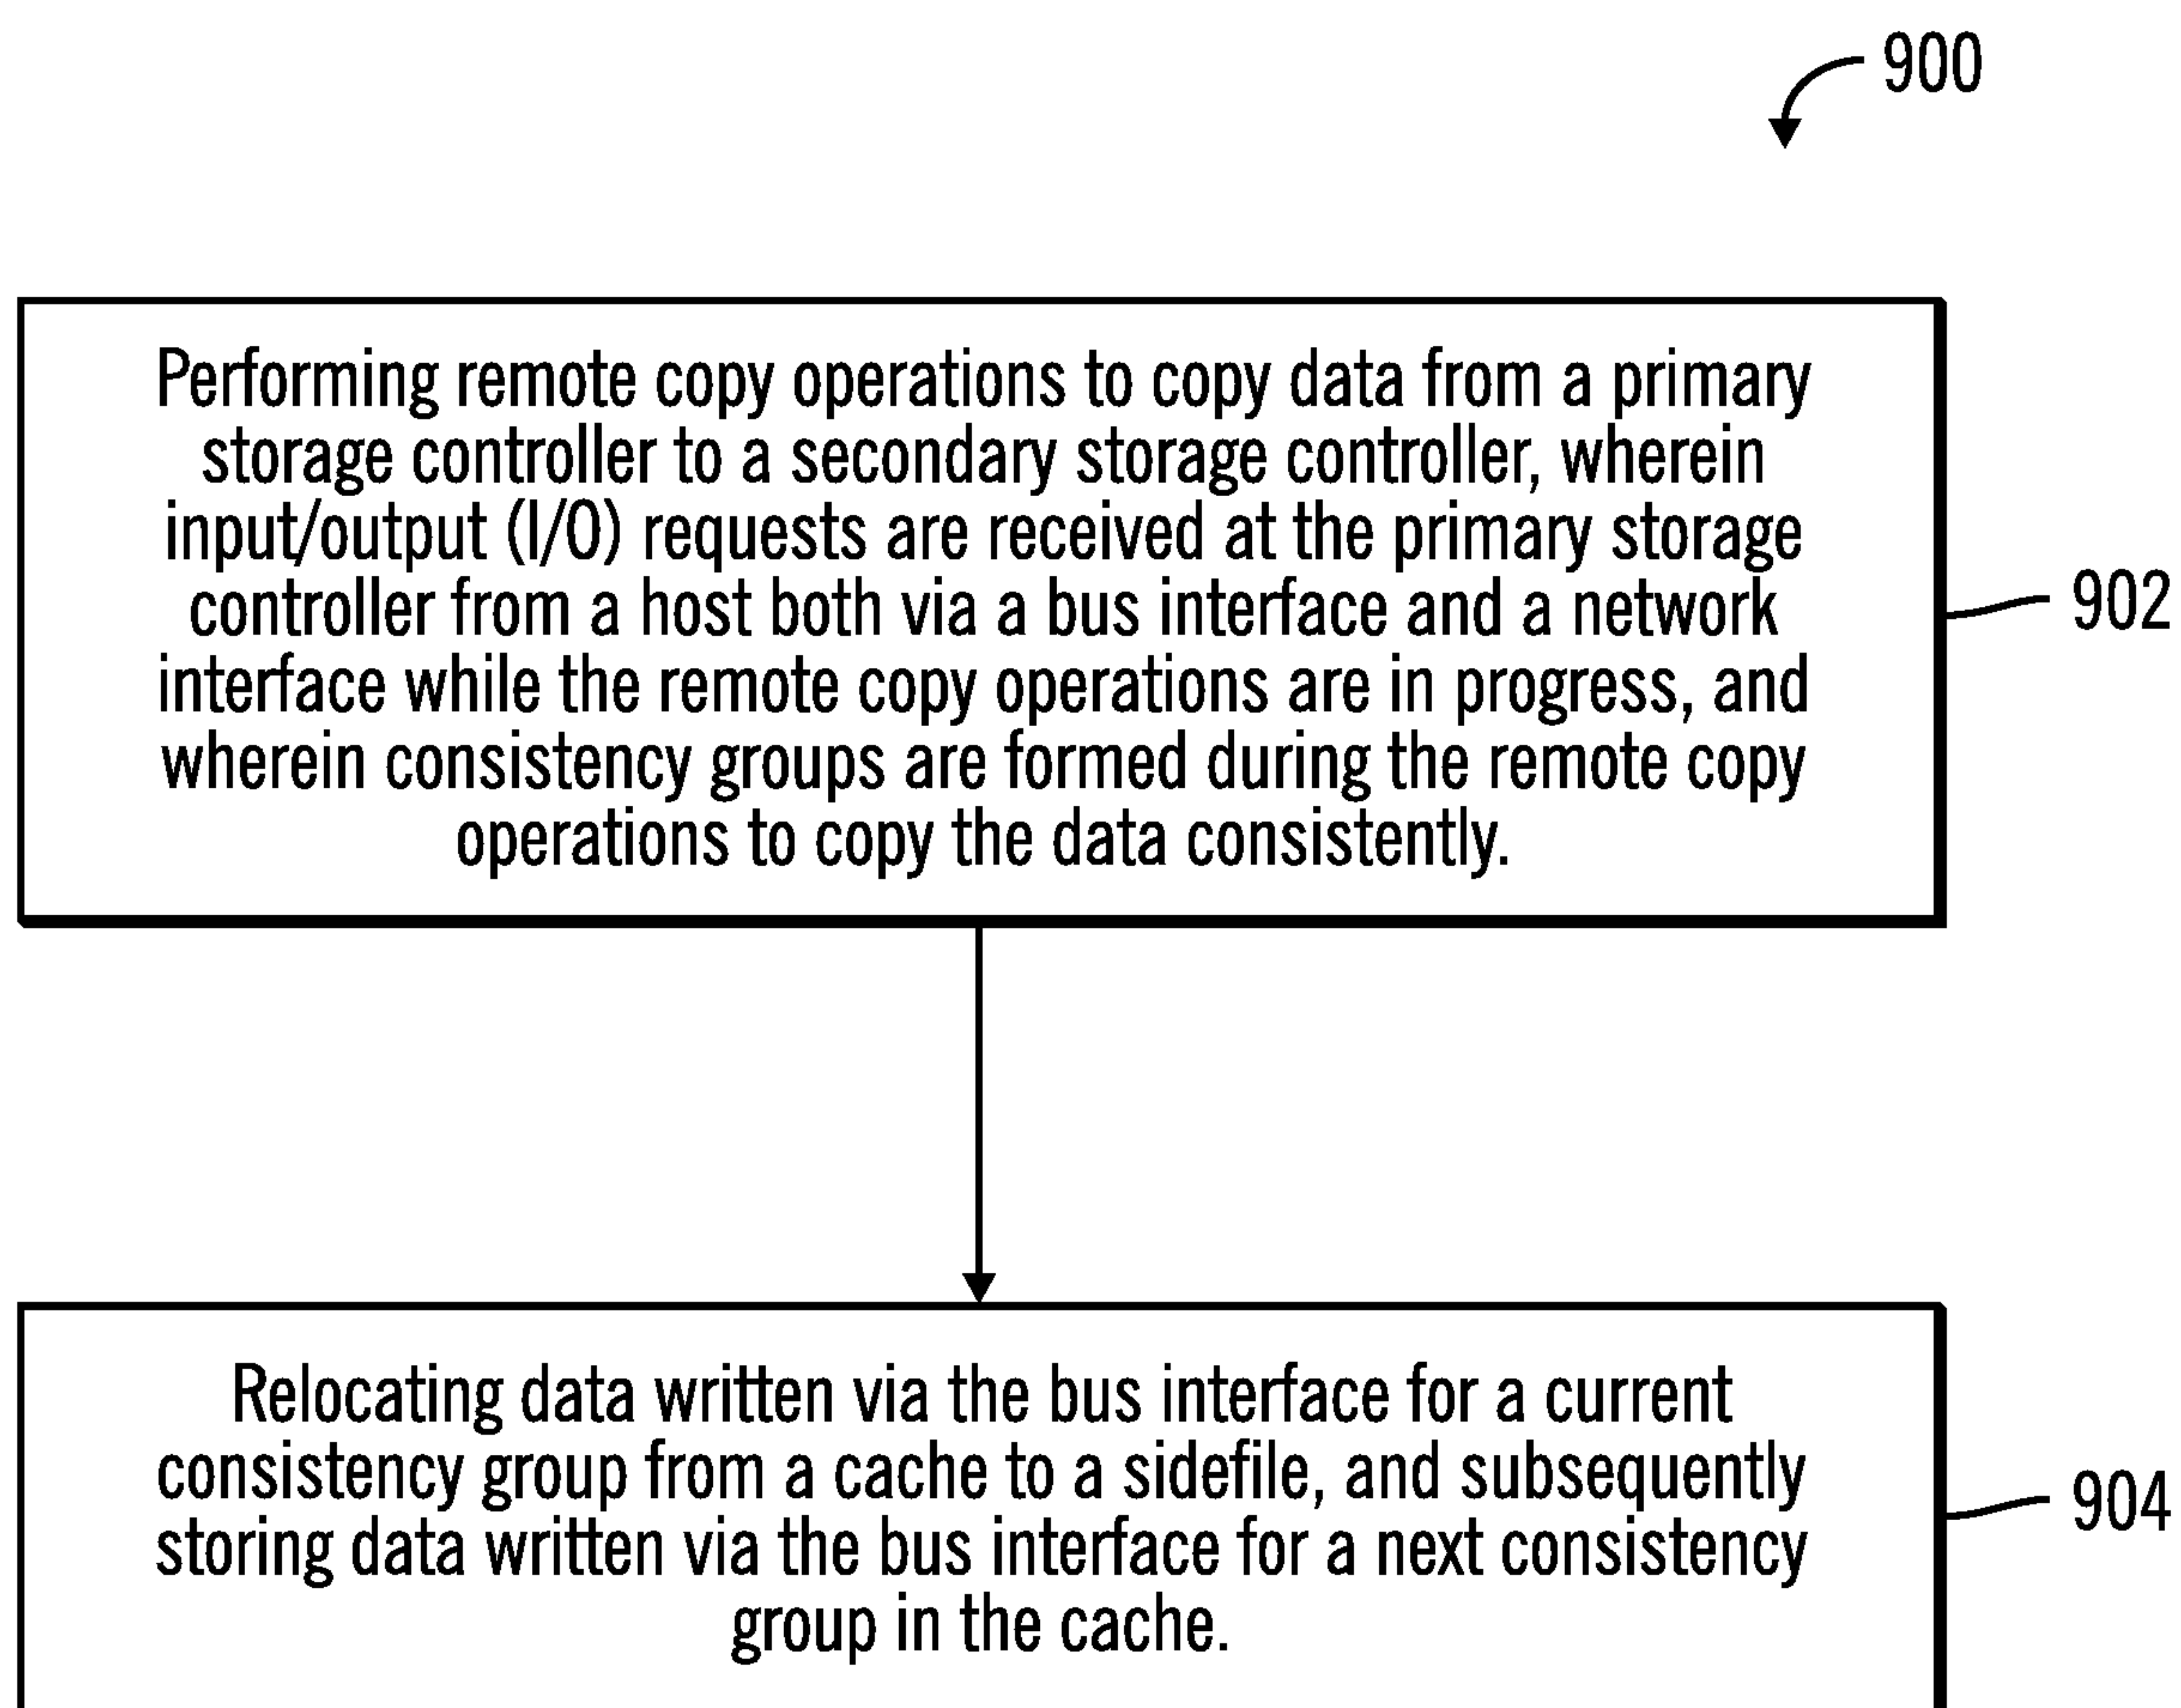 900
Performing remote copy operations to copy data from a primary
storage controller to a secondary storage controller, wherein
input/output (I/O) requests are received at the primary storage
controller from a host both via a bus interface and a network
interface while the remote copy operations are in progress, and
wherein consistency groups are formed during the remote copy
operations to copy the data consistently.
902
Relocating data written via the bus interface for a current
consistency group from a cache to a sidefile, and subsequently
storing data written via the bus interface for a next consistency
group in the cache.
904